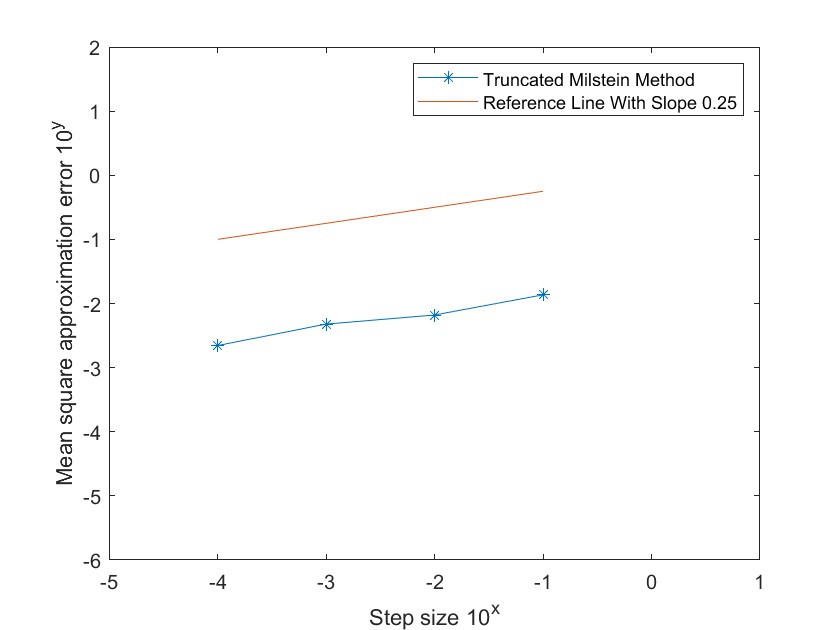 2
Truncated Milstein Method
Reference Line With Slope 0.25
1
0
-1
-2
-3
-4
-5
-6
Mean square approximation error 10^y
-5 -4 -3 -2 -1 0 1
Step size 10^x